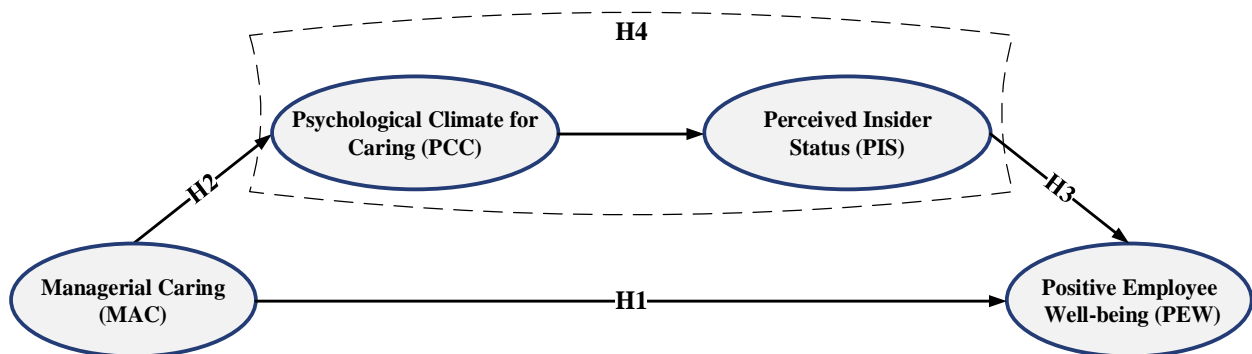 H4
Psychological Climate for
Caring (PCC)
Perceived Insider
Status (PIS)
H2
H3
Managerial Caring
(MAC)
H1
Positive Employee
Well-being (PEW)